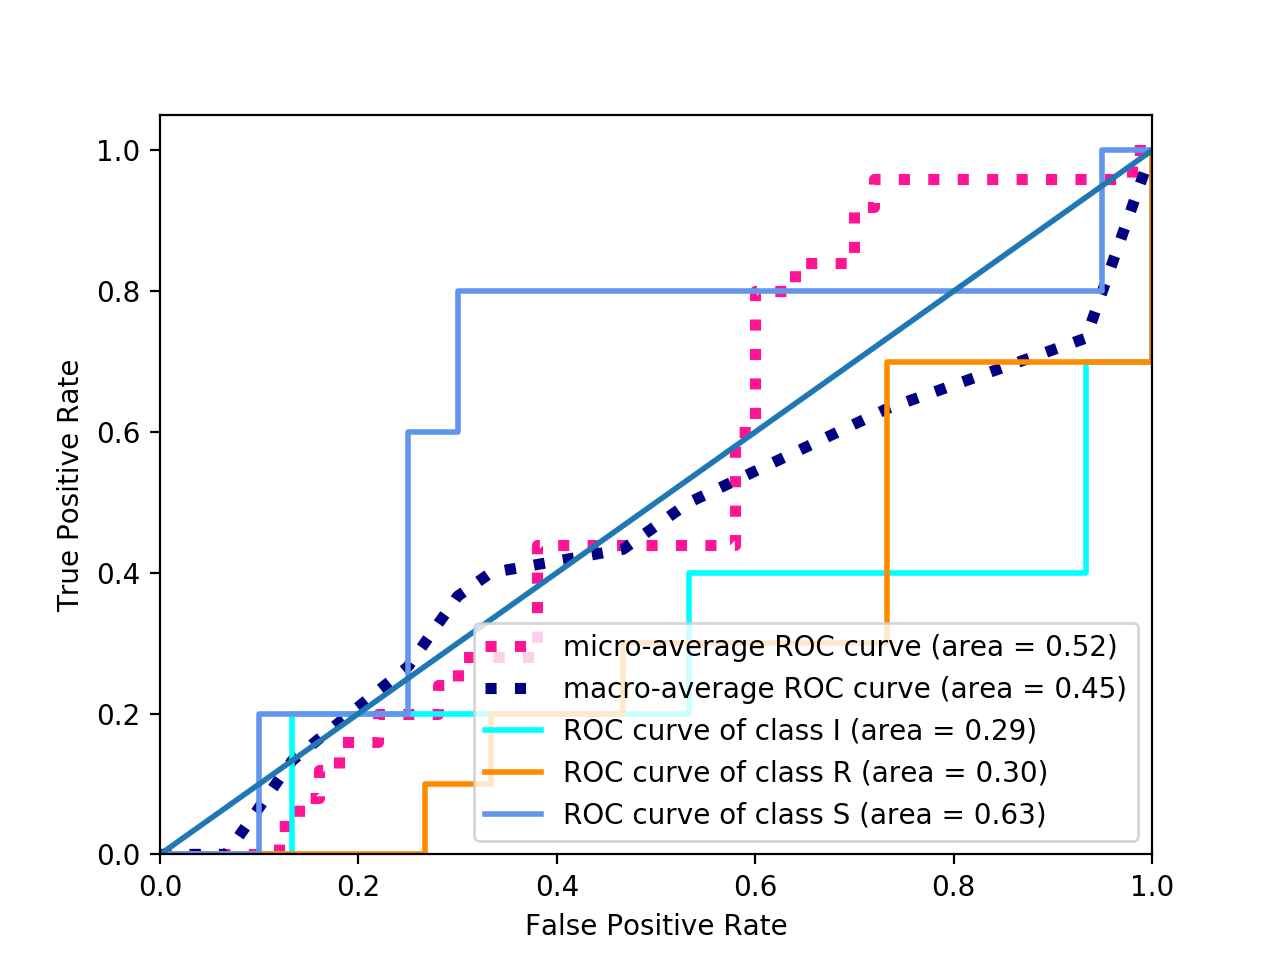 1.0
0.8
0.6
0.4
0.2
0.0
True Positive Rate
micro-average ROC curve (area = 0.52)
macro-average ROC curve (area = 0.45)
ROC curve of class I (area = 0.29)
ROC curve of class R (area = 0.30)
ROC curve of class S (area = 0.63)
0.0 0.2 0.4 0.6 0.8 1.0
False Positive Rate